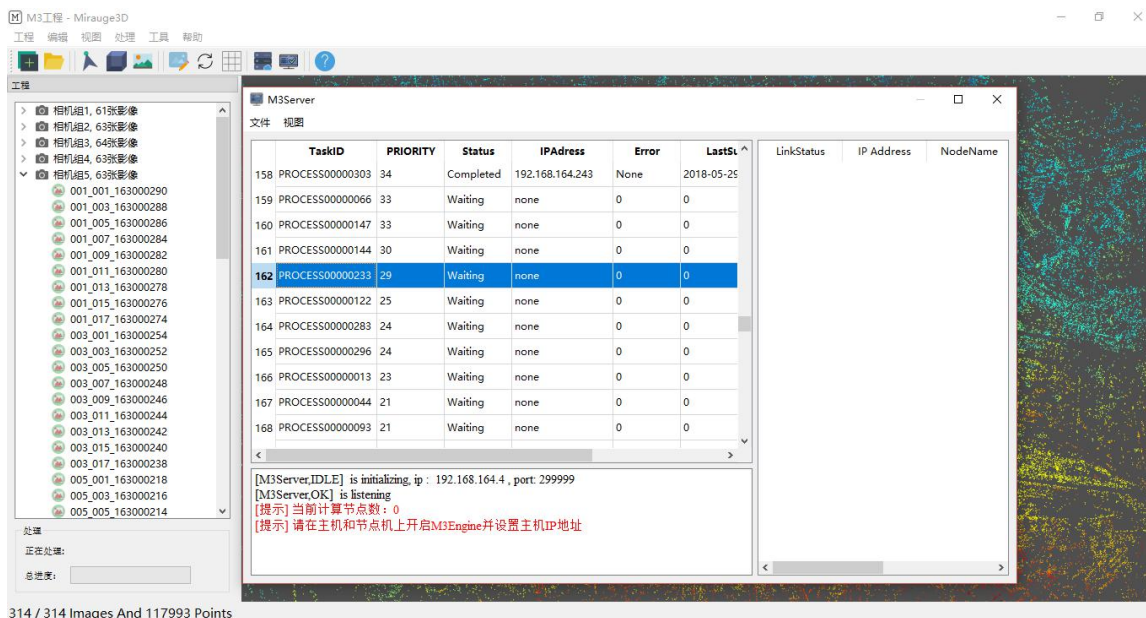 M M3工程 - Mirauge3D
工程 编辑 视图 处理 工具 帮助
工程
相机组1, 61张影像
相机组2, 63张影像
相机组3, 64张影像
相机组4, 63张影像
相机组5, 63张影像
001_001_163000290
001_003_163000288
001_005_163000286
001_007_163000284
001_009_163000282
001_011_163000280
001_013_163000278
001_015_163000276
001_017_163000274
003_001_163000254
003_003_163000252
003_005_163000250
003_007_163000248
003_009_163000246
003_011_163000244
003_013_163000242
003_015_163000240
003_017_163000238
005_001_163000218
005_003_163000216
005_005_163000214
处理
正在处理:
总进度:
314 / 314 Images And 117993 Points
M3Server
文件 视图
TaskID PRIORITY Status IPAdress Error LastSu
158 PROCESS00000303 34 Completed 192.168.164.243 None 2018-05-29
159 PROCESS00000066 33 Waiting none 0 0
160 PROCESS00000147 33 Waiting none 0 0
161 PROCESS00000144 30 Waiting none 0 0
162 PROCESS00000233 29 Waiting none 0 0
163 PROCESS00000122 25 Waiting none 0 0
164 PROCESS00000283 24 Waiting none 0 0
165 PROCESS00000296 24 Waiting none 0 0
166 PROCESS00000013 23 Waiting none 0 0
167 PROCESS00000044 21 Waiting none 0 0
168 PROCESS00000093 21 Waiting none 0 0
LinkStatus IP Address NodeName
[M3Server,IDLE] is initializing, ip : 192.168.164.4 , port: 299999
[M3Server,OK] is listening
[提示] 当前计算节点数：0
[提示] 请在主机和节点机上开启M3Engine并设置主机IP地址